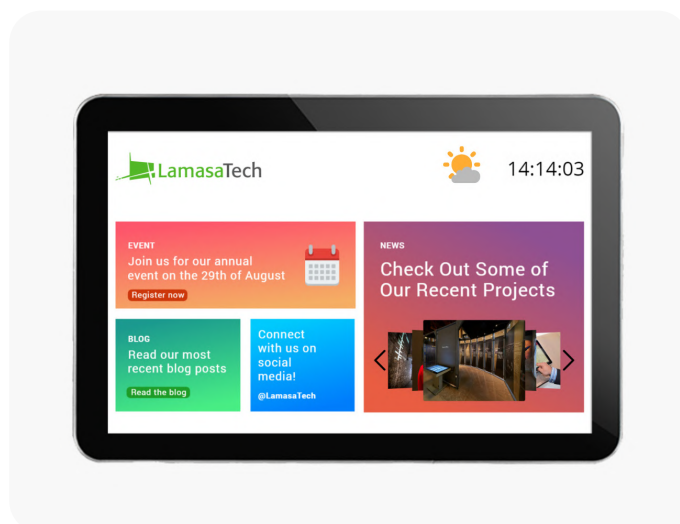 LamasaTech
14:14:03
EVENT
Join us for our annual
event on the 29th of August
Register now
BLOG
Read our most
recent blog posts
Read the blog
Connect
with us on
social
media!
@LamasaTech
NEWS
Check Out Some of
Our Recent Projects